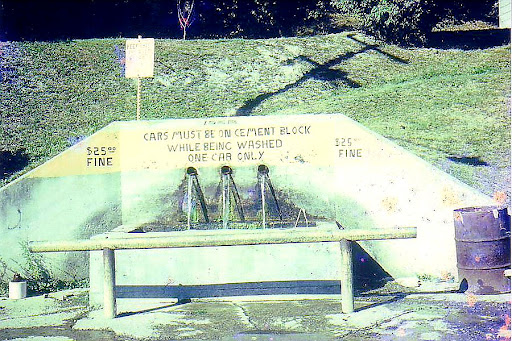 CARS MUST BE ON CEMENT BLOCK
WHILE BEING WASHED
ONE CAR ONLY
$25.00
FINE
$25.00
FINE